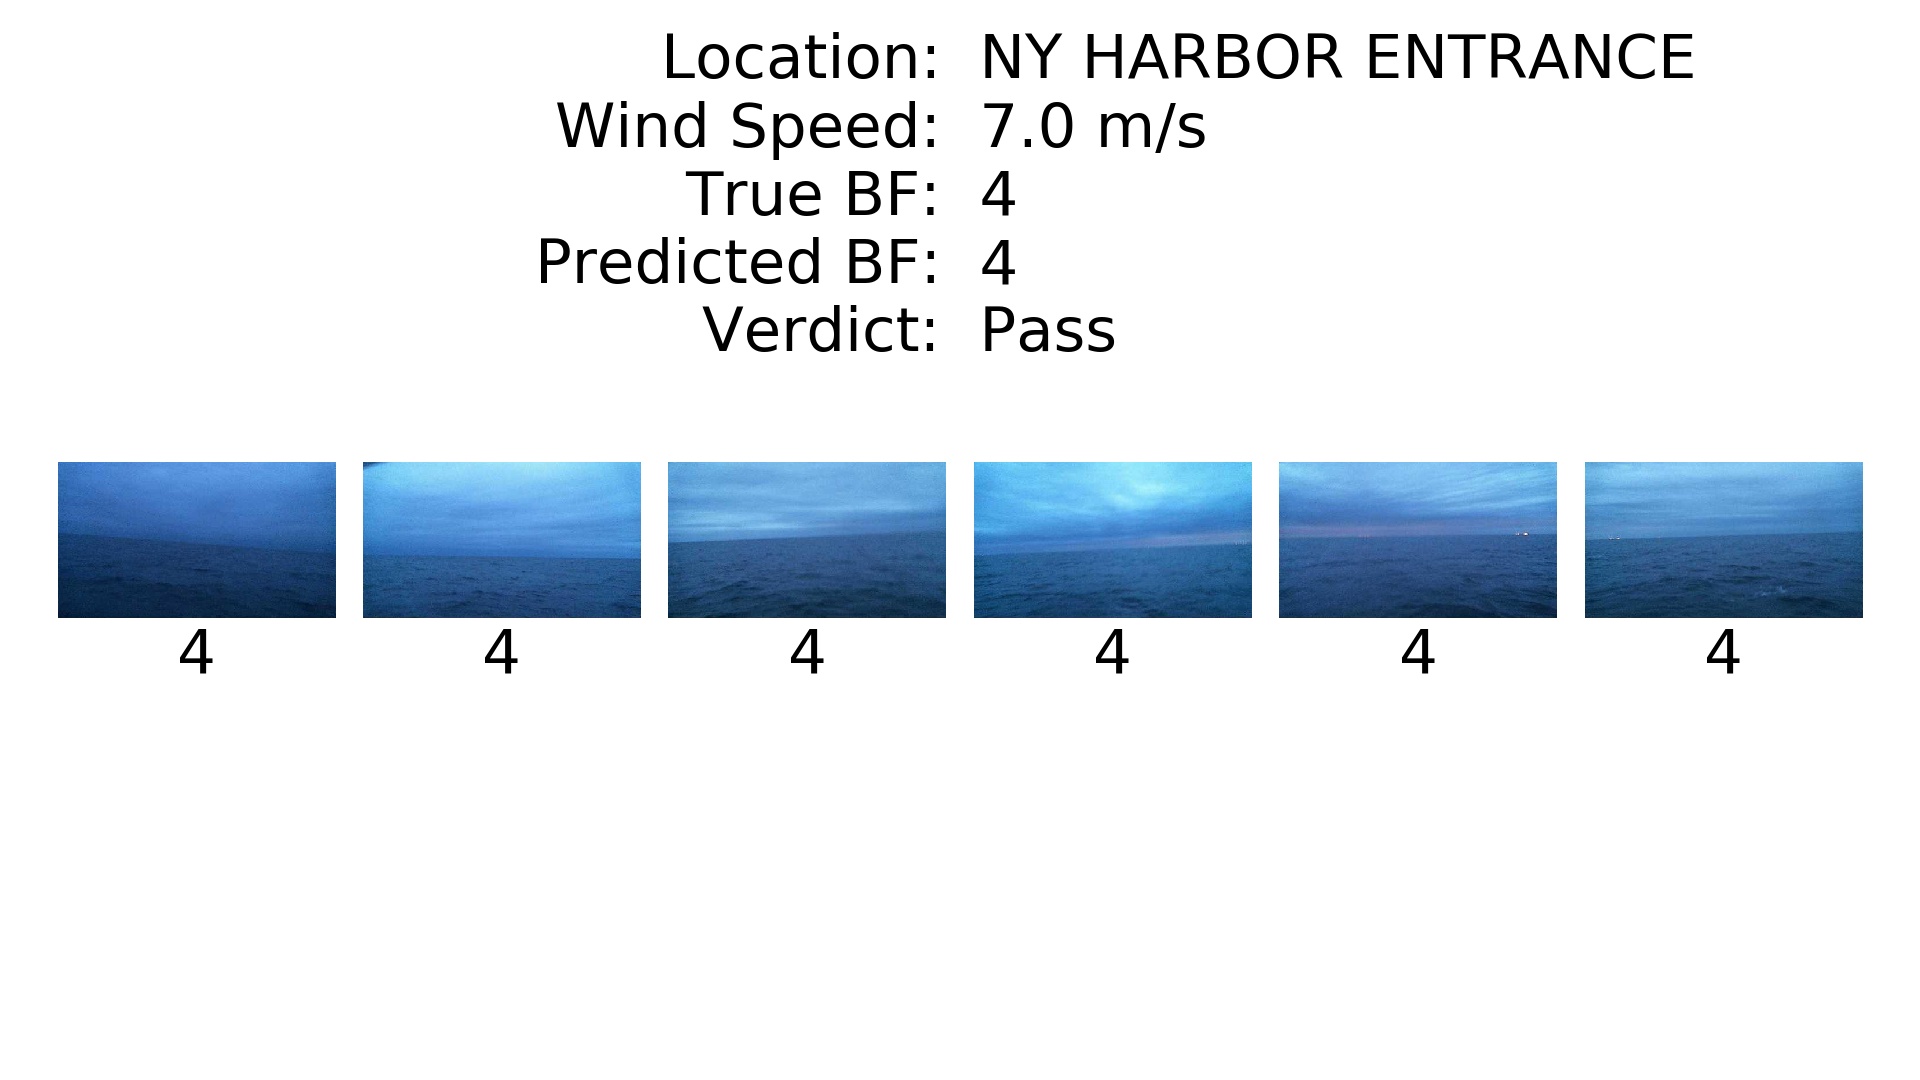 Location: NY HARBOR ENTRANCE
Wind Speed: 7.0 m/s
True BF: 4
Predicted BF: 4
Verdict: Pass
4 4 4 4 4 4